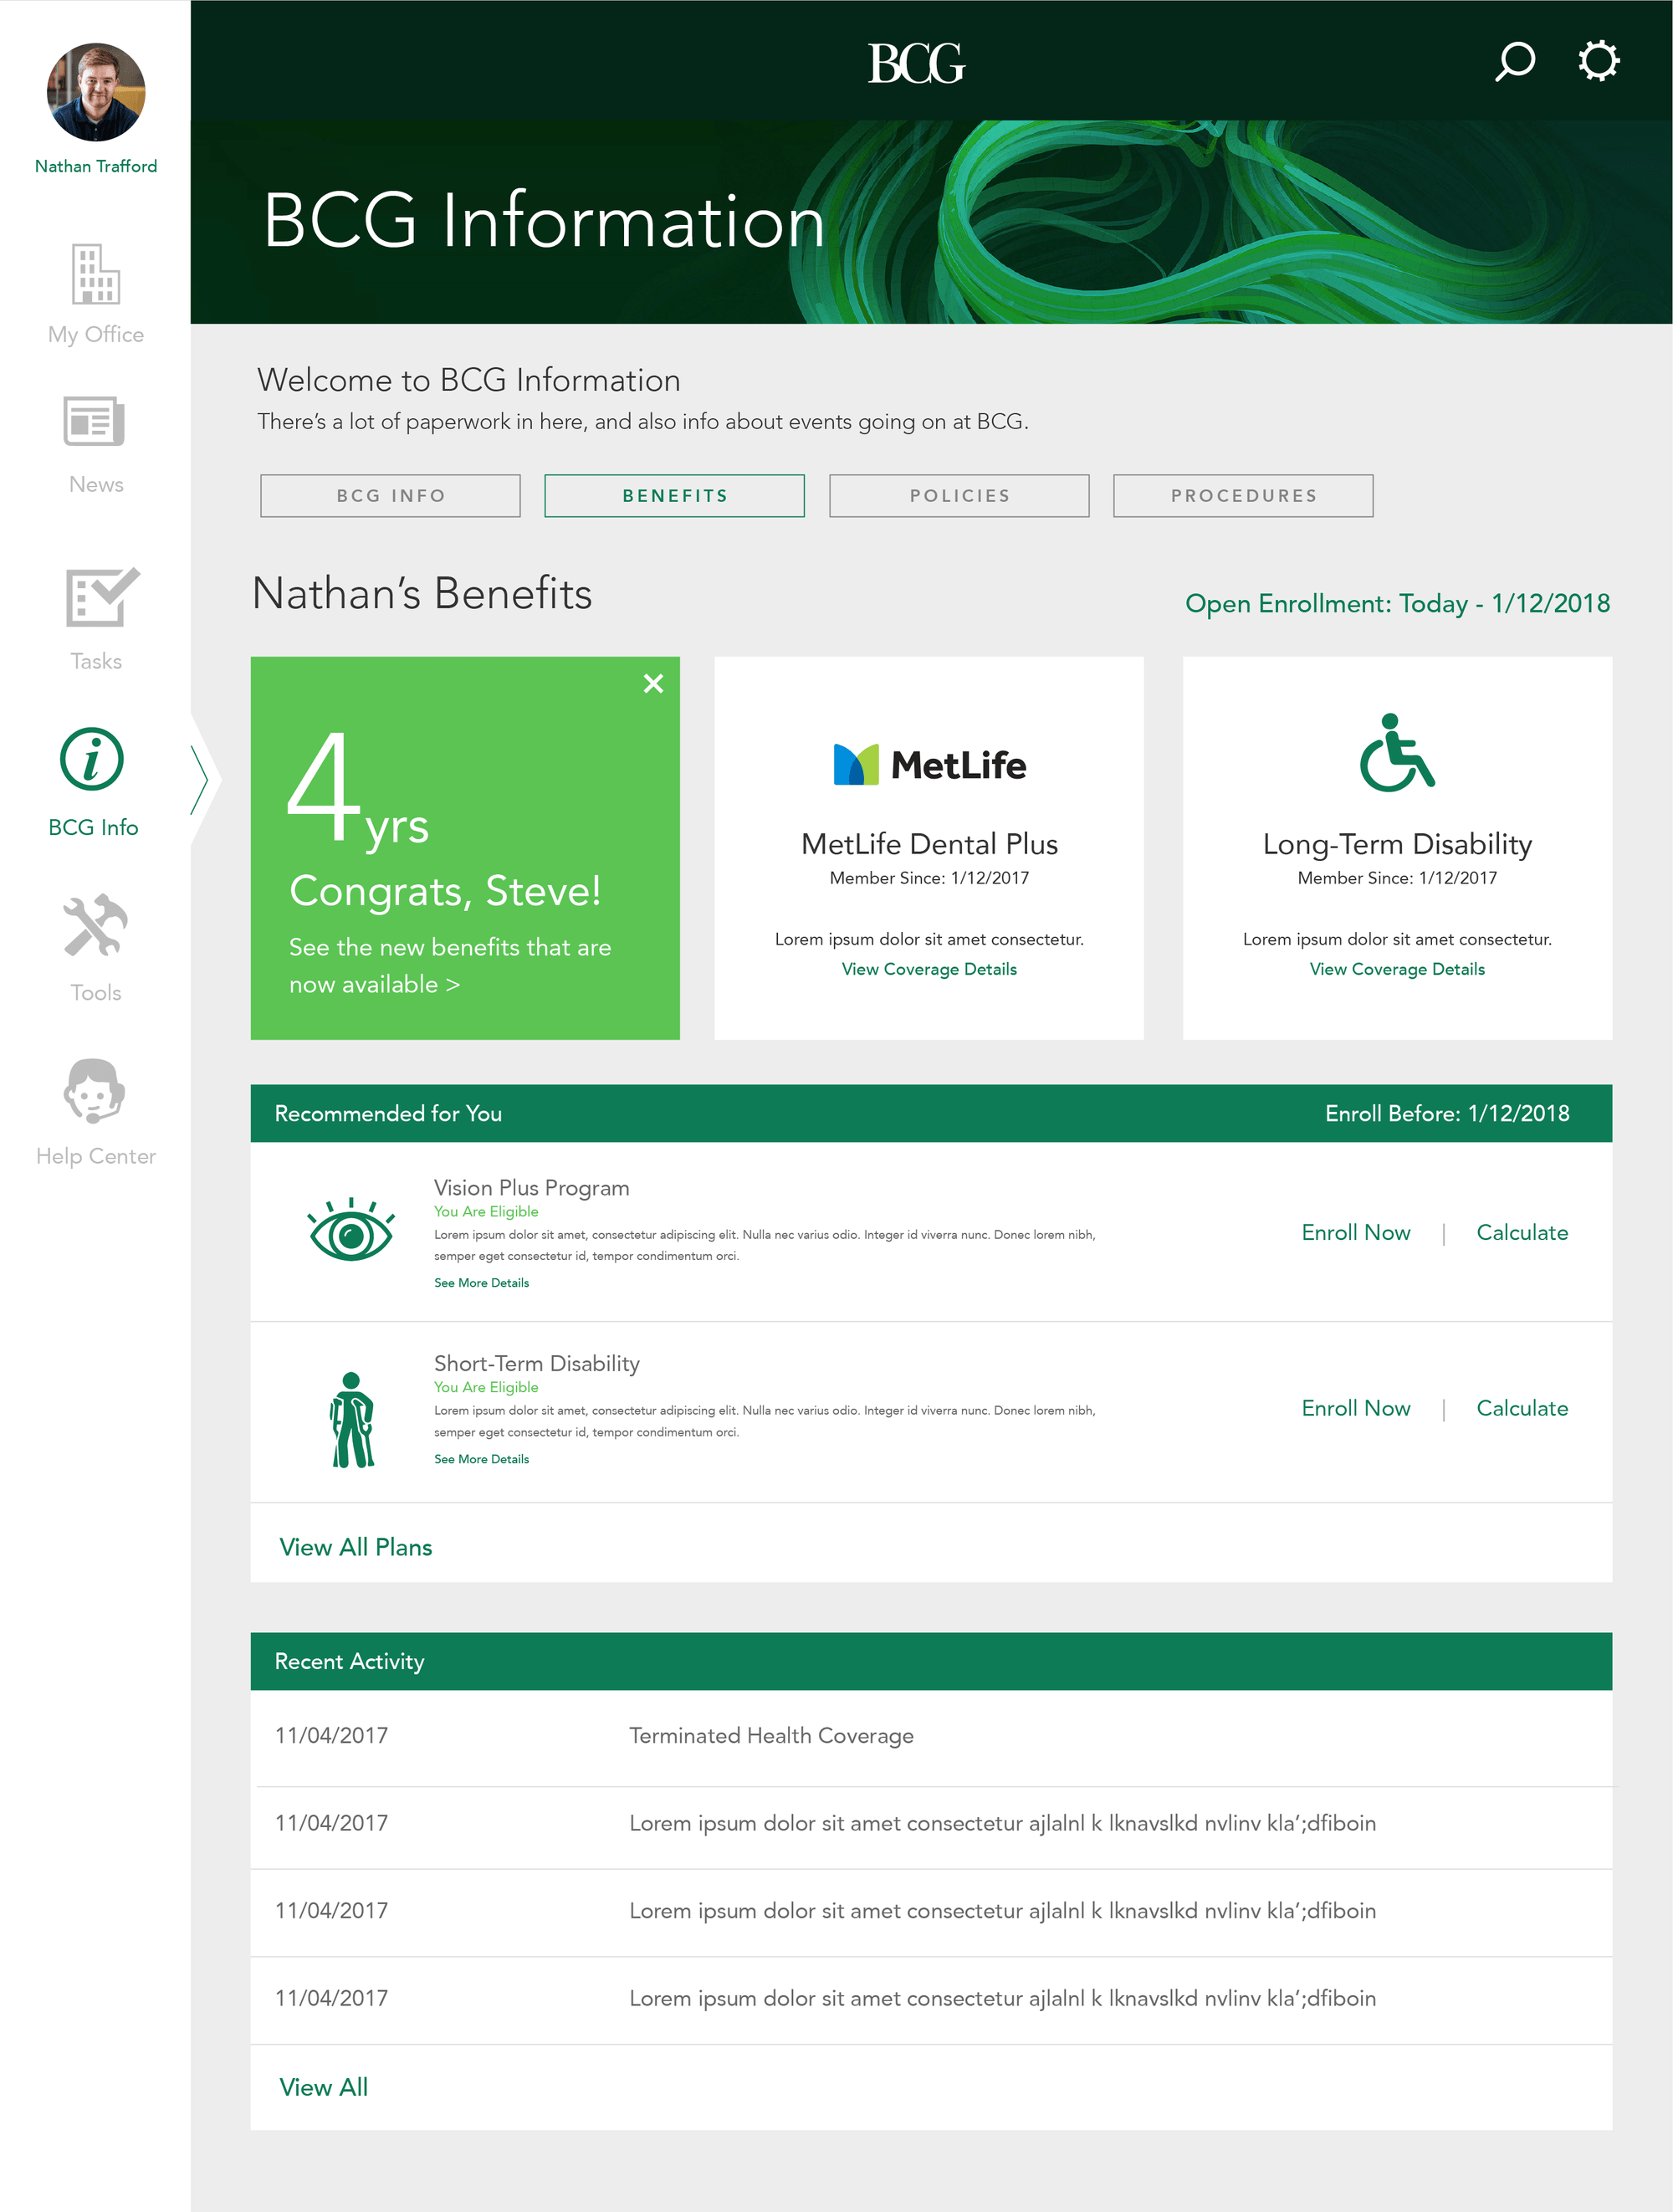 BCG
Nathan Trafford
BCG Information
My Office
News
Tasks
BCG Info
Tools
Help Center
Welcome to BCG Information
There's a lot of paperwork in here, and also info about events going on at BCG.
BCG INFO
BENEFITS
POLICIES
PROCEDURES
Nathan's Benefits
Open Enrollment: Today - 1/12/2018
4 yrs
Congrats, Steve!
See the new benefits that are
now available >
MetLife
MetLife Dental Plus
Member Since: 1/12/2017
Lorem ipsum dolor sit amet consectetur.
View Coverage Details
Long-Term Disability
Member Since: 1/12/2017
Lorem ipsum dolor sit amet consectetur.
View Coverage Details
Recommended for You
Enroll Before: 1/12/2018
Vision Plus Program
You Are Eligible
Lorem ipsum dolor sit amet, consectetur adipiscing elit. Nulla nec varius odio. Integer id viverra nunc. Donec lorem nibh,
semper eget consectetur id, tempor condimentum orci.
See More Details
Enroll Now | Calculate
Short-Term Disability
You Are Eligible
Lorem ipsum dolor sit amet, consectetur adipiscing elit. Nulla nec varius odio. Integer id viverra nunc. Donec lorem nibh,
semper eget consectetur id, tempor condimentum orci.
See More Details
Enroll Now | Calculate
View All Plans
Recent Activity
11/04/2017 Terminated Health Coverage
11/04/2017 Lorem ipsum dolor sit amet consectetur ajlalnl k lknavslkd nvlinv kla';dfiboin
11/04/2017 Lorem ipsum dolor sit amet consectetur ajlalnl k lknavslkd nvlinv kla';dfiboin
11/04/2017 Lorem ipsum dolor sit amet consectetur ajlalnl k lknavslkd nvlinv kla';dfiboin
View All